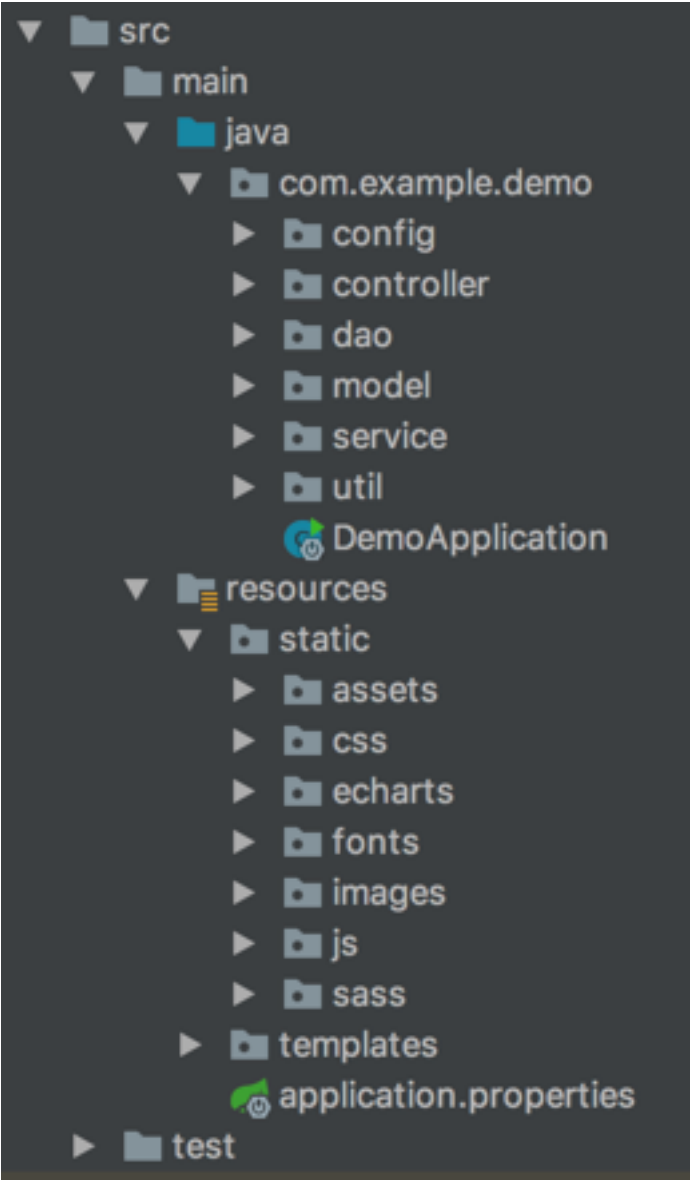 src
main
java
com.example.demo
config
controller
dao
model
service
util
DemoApplication
resources
static
assets
css
echarts
fonts
images
js
sass
templates
application.properties
test